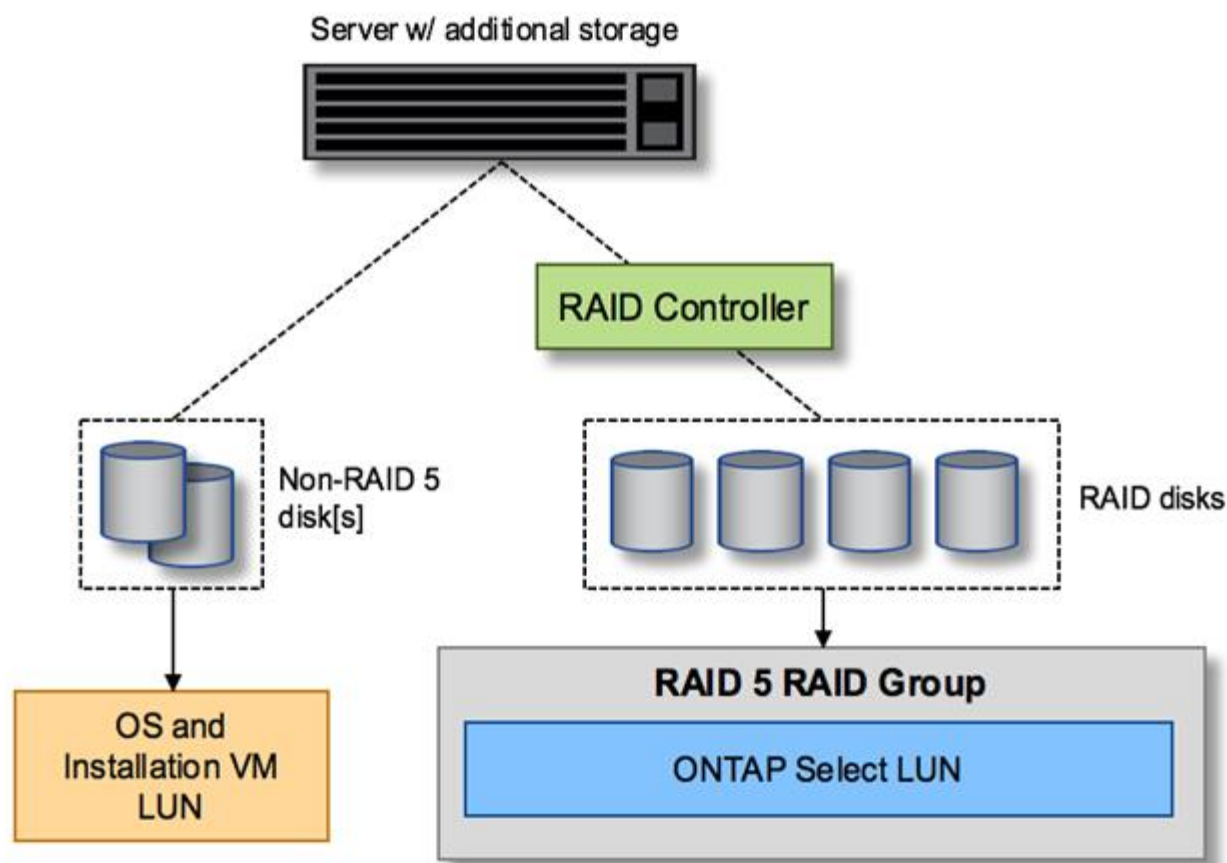 Server w/ additional storage
RAID Controller
Non-RAID 5
disk[s]
RAID disks
OS and
Installation VM
LUN
RAID 5 RAID Group
ONTAP Select LUN